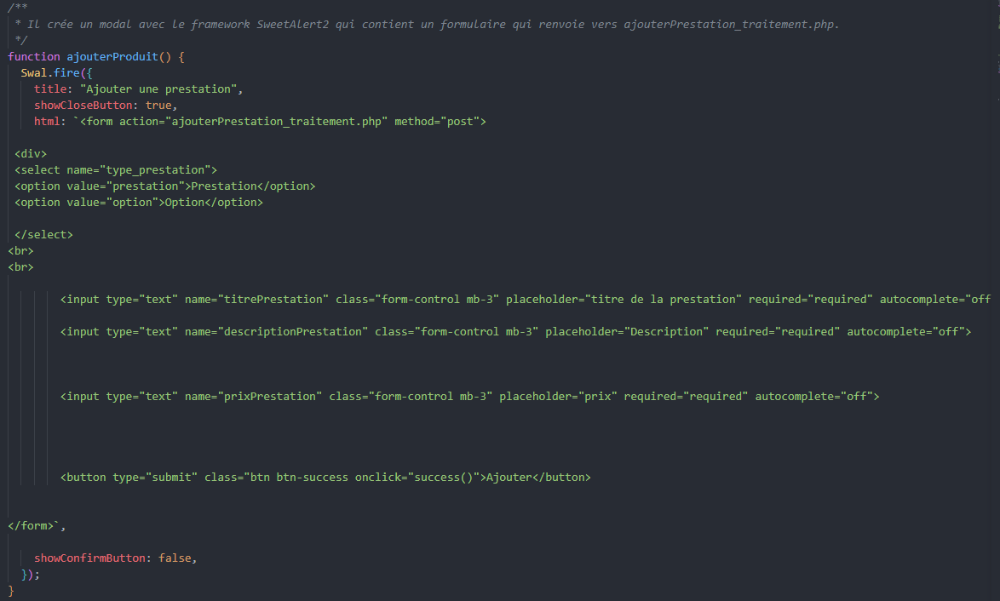 /**
 * Il crée un modal avec le framework SweetAlert2 qui contient un formulaire qui renvoie vers ajouterPrestation_traitement.php.
 */
function ajouterProduit() {
  Swal.fire({
    title: "Ajouter une prestation",
    showCloseButton: true,
    html: `<form action="ajouterPrestation_traitement.php" method="post">
 <div>
 <select name="type_prestation">
 <option value="prestation">Prestation</option>
 <option value="option">Option</option>
 </select>
<br>
<br>
        <input type="text" name="titrePrestation" class="form-control mb-3" placeholder="titre de la prestation" required="required" autocomplete="off
        <input type="text" name="descriptionPrestation" class="form-control mb-3" placeholder="Description" required="required" autocomplete="off">
        <input type="text" name="prixPrestation" class="form-control mb-3" placeholder="prix" required="required" autocomplete="off">
        <button type="submit" class="btn btn-success onclick="success()">Ajouter</button>
</form>`,
    showConfirmButton: false,
  });
}